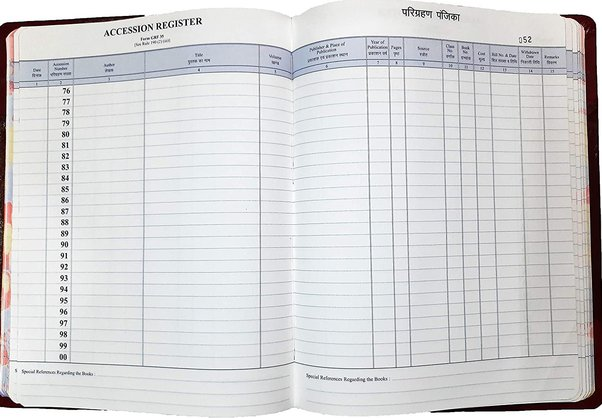 ACCESSION REGISTER
Form GRF 35
[See Rule 190 (2) (iii)]
परिग्रहण पंजिका
052
Date
दिनांक
Accession
Number
परिग्रहण संख्या
Author
लेखक
Title
पुस्तक का नाम
Volume
खण्ड
Publisher & Place of
Publication
प्रकाशक एवं प्रकाशन स्थान
Year of
Publication
प्रकाशन वर्ष
Pages
पृष्ठ
Source
स्त्रोत
Class
No.
वर्गांक
Book
No.
ग्रन्थांक
Cost
मूल्य
Bill No. & Date
बिल संख्या व तिथि
Withdrawn
Date
निकासी तिथि
Remarks
विवरण
1 2 3 4 5 6 7 8 9 10 11 12 13 14 15
76
77
78
79
80
81
82
83
84
85
86
87
88
89
90
91
92
93
94
95
96
97
98
99
00
Special References Regarding the Books :
Special References Regarding the Books :